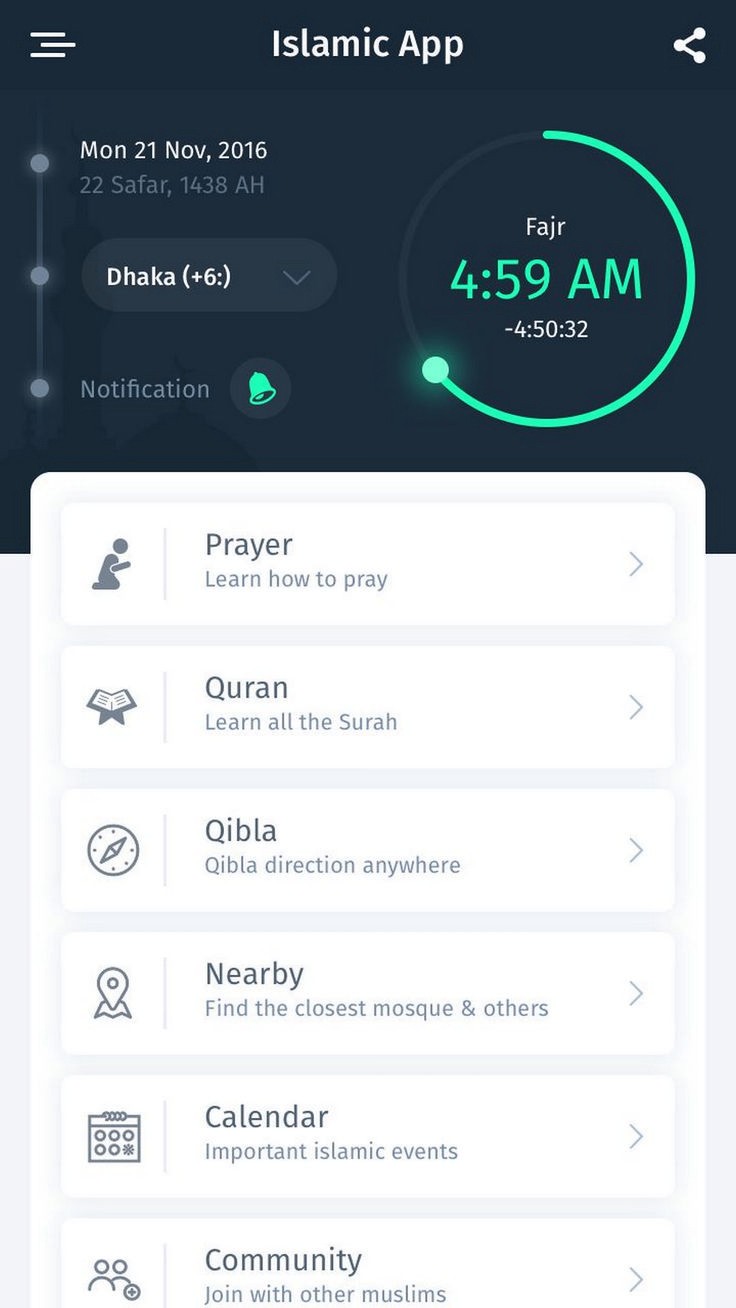 Islamic App
Mon 21 Nov, 2016
22 Safar, 1438 AH
Dhaka (+6:)
Notification
Fajr
4:59 AM
-4:50:32
Prayer
Learn how to pray
Quran
Learn all the Surah
Qibla
Qibla direction anywhere
Nearby
Find the closest mosque & others
Calendar
Important islamic events
Community
Join with other muslims